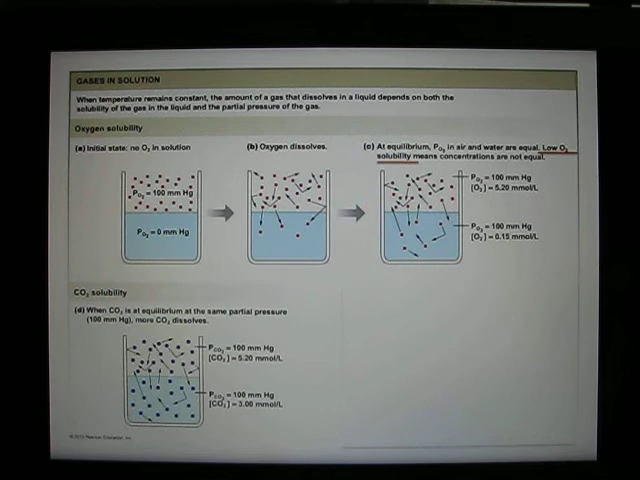 GASES IN SOLUTION
When temperature remains constant, the amount of a gas that dissolves in a liquid depends on both the
solubility of the gas in the liquid and the partial pressure of the gas.
Oxygen solubility
(a) Initial state: no O₂ in solution
(b) Oxygen dissolves.
(c) At equilibrium, PO₂ in air and water are equal. Low O₂
solubility means concentrations are not equal.
PO₂ = 100 mm Hg
PO₂ = 0 mm Hg
PO₂ = 100 mm Hg
[O₂] = 5.20 mmol/L
PO₂ = 100 mm Hg
[O₂] = 0.15 mmol/L
CO₂ solubility
(d) When CO₂ is at equilibrium at the same partial pressure
(100 mm Hg), more CO₂ dissolves.
PCO₂ = 100 mm Hg
[CO₂] = 5.20 mmol/L
PCO₂ = 100 mm Hg
[CO₂] = 3.00 mmol/L
Pearson Education, Inc.